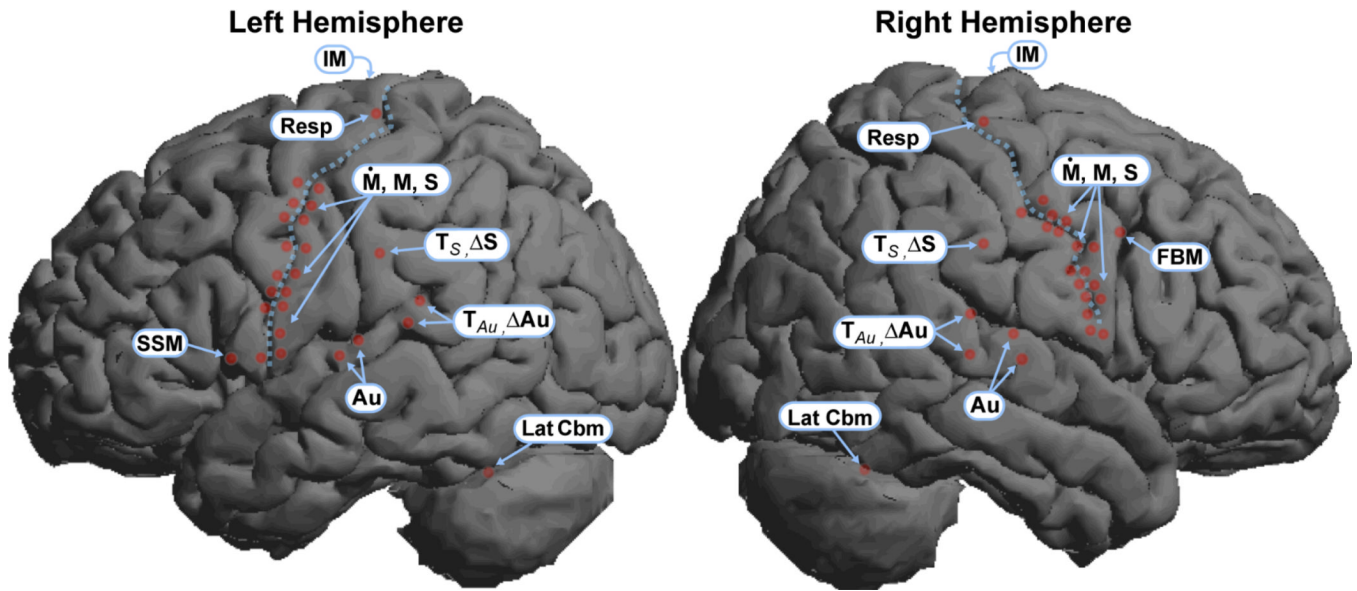 Left Hemisphere
IM
Resp
Ṁ, M, S
T_S, ΔS
T_Au, ΔAu
SSM
Au
Lat Cbm
Right Hemisphere
IM
Resp
Ṁ, M, S
T_S, ΔS
FBM
T_Au, ΔAu
Au
Lat Cbm